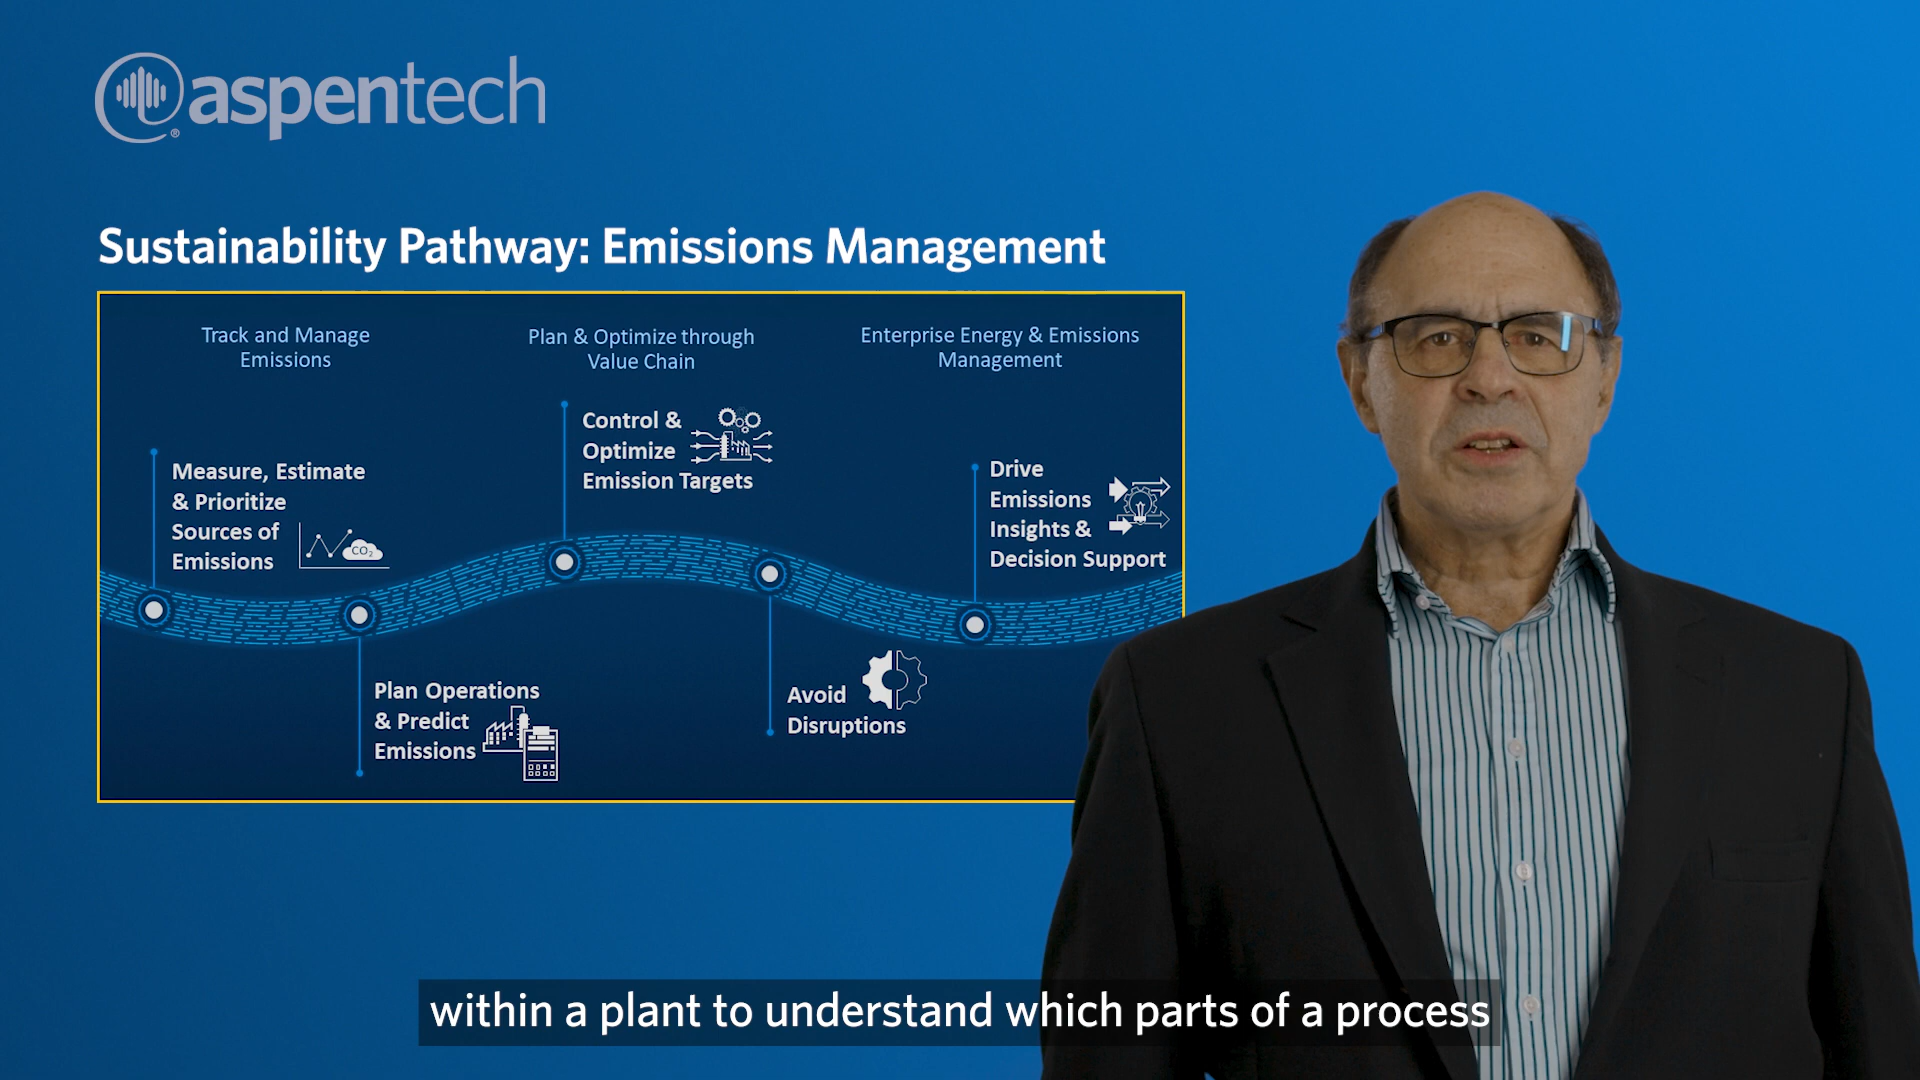 aspentech
®
Sustainability Pathway: Emissions Management
Track and Manage
Emissions
Plan & Optimize through
Value Chain
Enterprise Energy & Emissions
Management
Measure, Estimate
& Prioritize
Sources of
Emissions
CO2
Plan Operations
& Predict
Emissions
Control &
Optimize
Emission Targets
Avoid
Disruptions
Drive
Emissions
Insights &
Decision Support
within a plant to understand which parts of a process